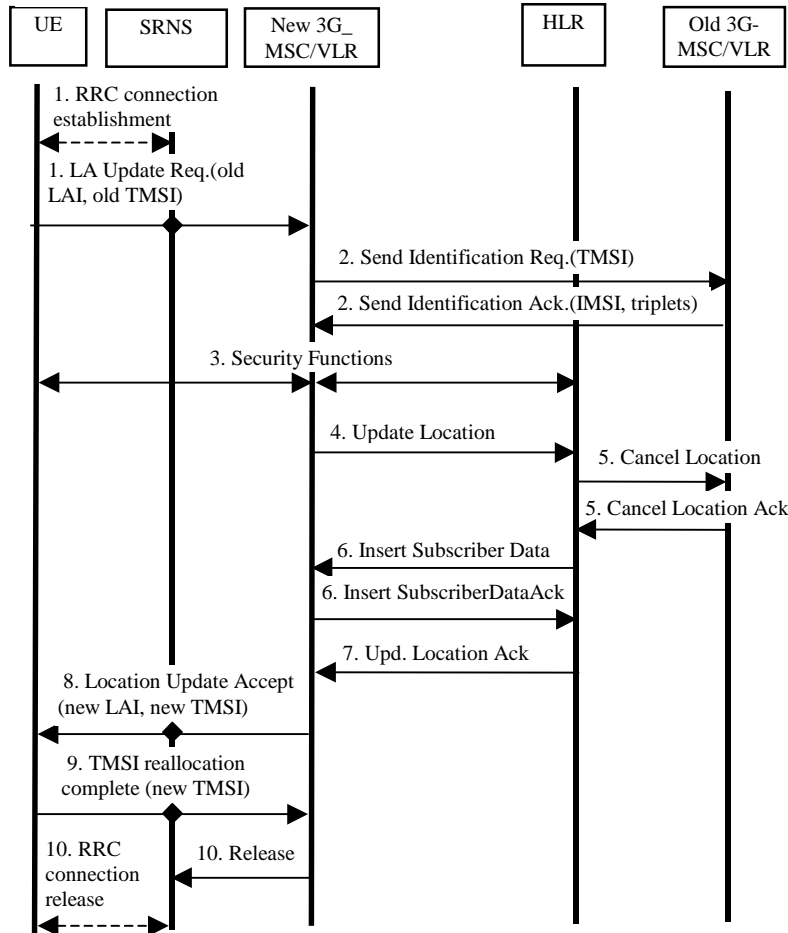 UE
SRNS
New 3G_
MSC/VLR
HLR
Old 3G-
MSC/VLR
1. RRC connection
establishment
1. LA Update Req.(old
LAI, old TMSI)
2. Send Identification Req.(TMSI)
2. Send Identification Ack.(IMSI, triplets)
3. Security Functions
4. Update Location
5. Cancel Location
5. Cancel Location Ack
6. Insert Subscriber Data
6. Insert SubscriberDataAck
7. Upd. Location Ack
8. Location Update Accept
(new LAI, new TMSI)
9. TMSI reallocation
complete (new TMSI)
10. RRC
connection
release
10. Release